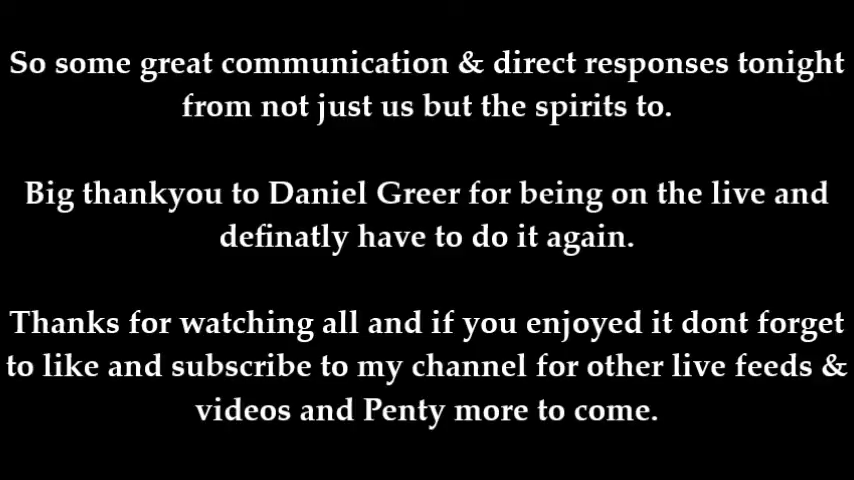 So some great communication & direct responses tonight
from not just us but the spirits to.
Big thankyou to Daniel Greer for being on the live and
definatly have to do it again.
Thanks for watching all and if you enjoyed it dont forget
to like and subscribe to my channel for other live feeds &
videos and Penty more to come.